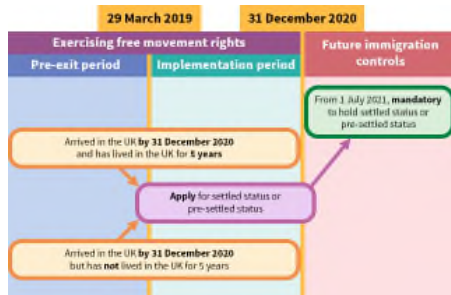 29 March 2019
31 December 2020
Exercising free movement rights
Future immigration
controls
Pre-exit period
Implementation period
From 1 July 2021, mandatory
to hold settled status or
pre-settled status
Arrived in the UK by 31 December 2020
and has lived in the UK for 5 years
Apply for settled status or
pre-settled status
Arrived in the UK by 31 December 2020
but has not lived in the UK for 5 years